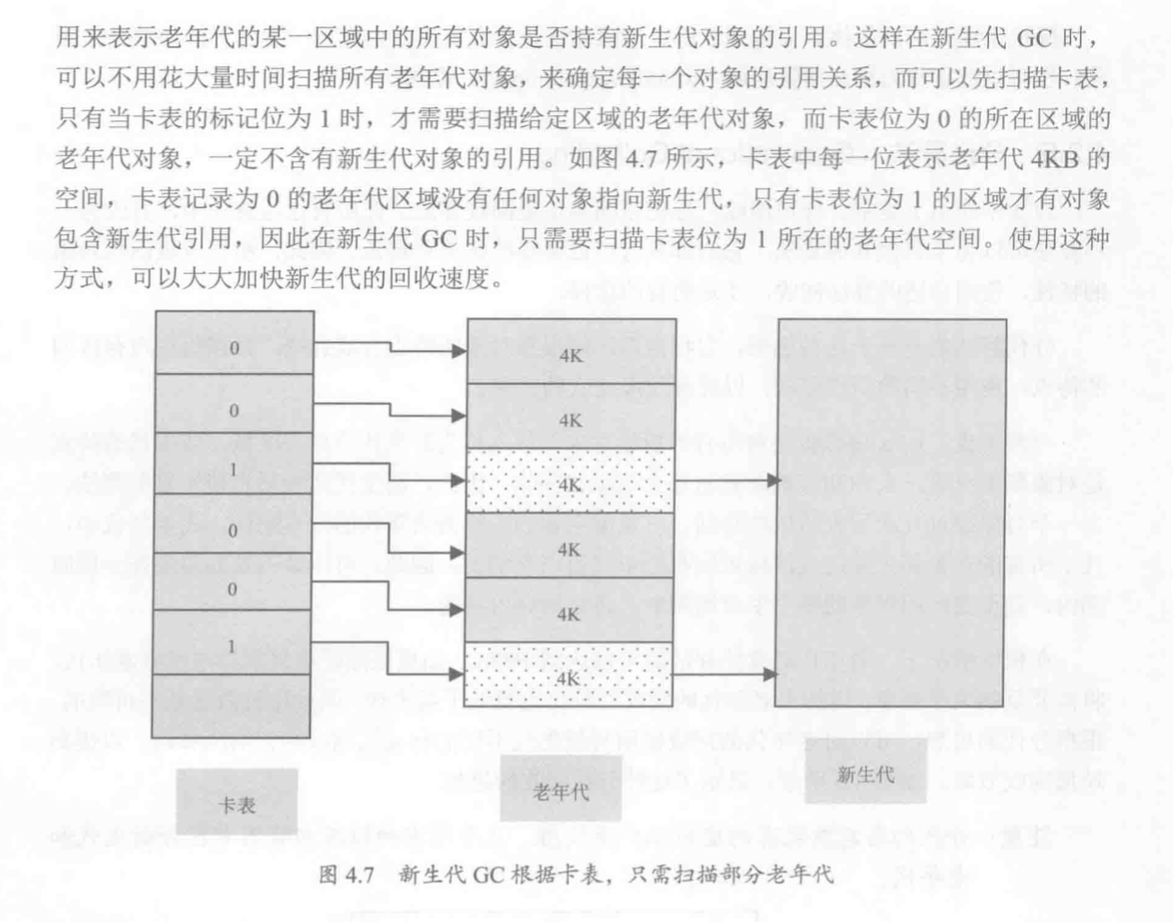 用来表示老年代的某一区域中的所有对象是否持有新生代对象的引用。这样在新生代 GC 时，
可以不用花大量时间扫描所有老年代对象，来确定每一个对象的引用关系，而可以先扫描卡表，
只有当卡表的标记位为 1 时，才需要扫描给定区域的老年代对象，而卡表位为 0 的所在区域的
老年代对象，一定不含有新生代对象的引用。如图 4.7 所示，卡表中每一位表示老年代 4KB 的
空间，卡表记录为 0 的老年代区域没有任何对象指向新生代，只有卡表位为 1 的区域才有对象
包含新生代引用，因此在新生代 GC 时，只需要扫描卡表位为 1 所在的老年代空间。使用这种
方式，可以大大加快新生代的回收速度。
0
0
1
0
0
1
4K
4K
4K
4K
4K
4K
卡表
老年代
新生代
图 4.7 新生代 GC 根据卡表，只需扫描部分老年代